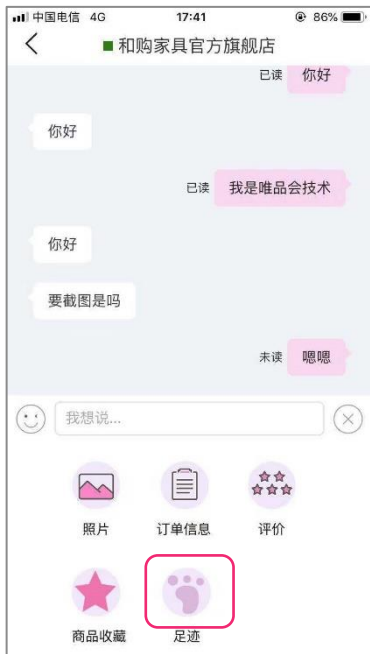 中国电信 4G 17:41 86%
和购家具官方旗舰店
已读 你好
你好
已读 我是唯品会技术
你好
要截图是吗
未读 嗯嗯
我想说...
照片 订单信息 评价
商品收藏 足迹